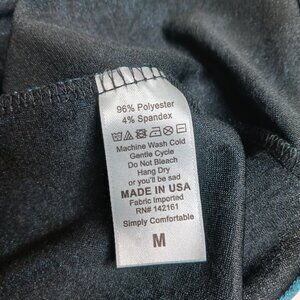 96% Polyester
4% Spandex
Machine Wash Cold
Gentle Cycle
Do Not Bleach
Hang Dry
or you'll be sad
MADE IN USA
Fabric Imported
RN# 142161
Simply Comfortable
M